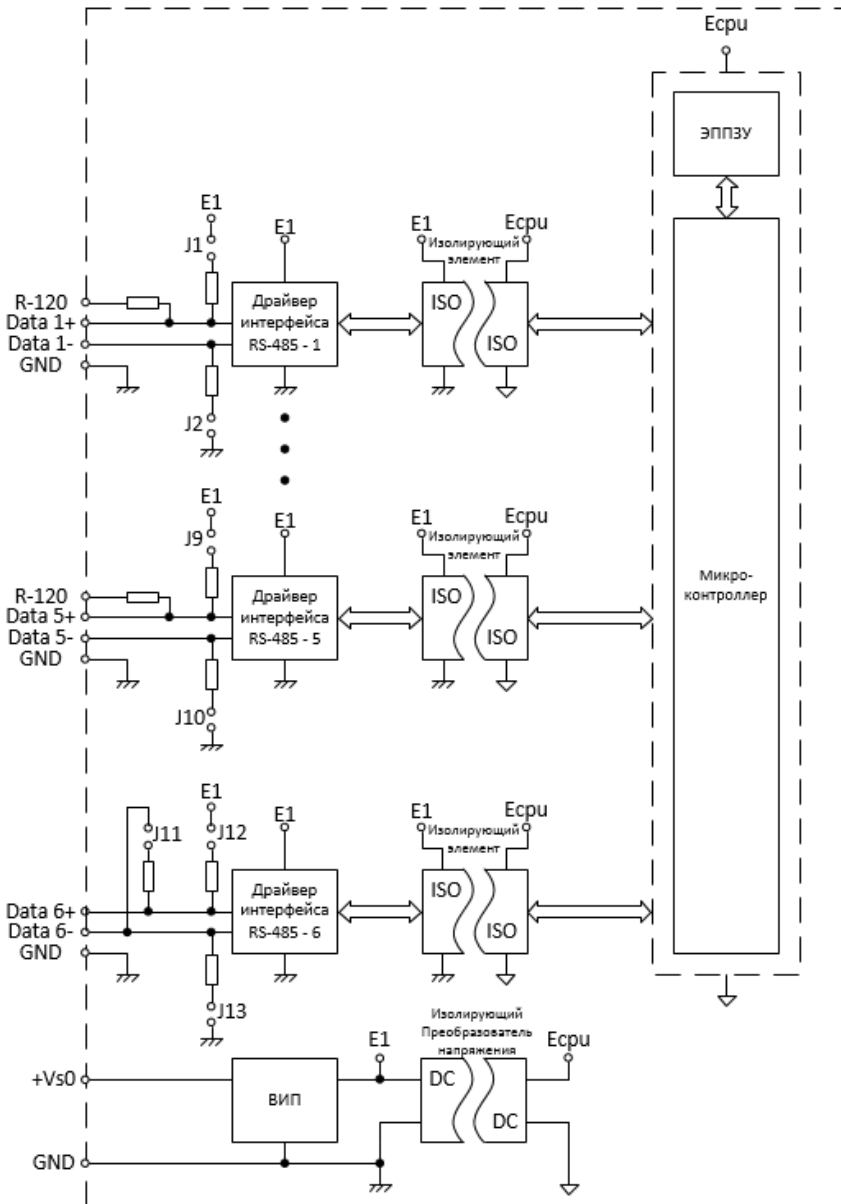 Ecpu
ЭППЗУ
E1
J1
E1
E1
Изолирующий
элемент
Ecpu
R-120
Data 1+
Data 1-
GND
Драйвер
интерфейса
RS-485 - 1
ISO
ISO
J2
E1
J9
E1
E1
Изолирующий
элемент
Ecpu
R-120
Data 5+
Data 5-
GND
Драйвер
интерфейса
RS-485 - 5
ISO
ISO
Микро-
контроллер
J10
E1
J11
J12
E1
E1
Изолирующий
элемент
Ecpu
Data 6+
Data 6-
GND
Драйвер
интерфейса
RS-485 - 6
ISO
ISO
J13
Изолирующий
Преобразователь
напряжения
E1
Ecpu
+Vs0
ВИП
DC
DC
GND